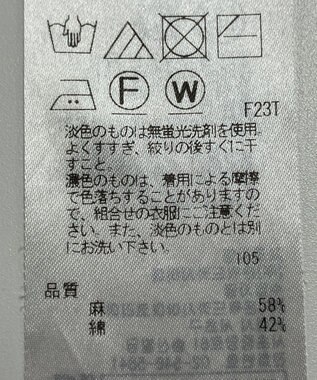 F
W
F23T
淡色のものは無蛍光洗剤を使用。
よくすすぎ、絞りの後すぐに干
すこと。
濃色のものは、着用による摩擦
で色落ちすることがありますの
で、組合せの衣服にご注意くだ
さい。また、淡色のものとは別
にお洗い下さい。
105
品質
麻 58%
綿 42%